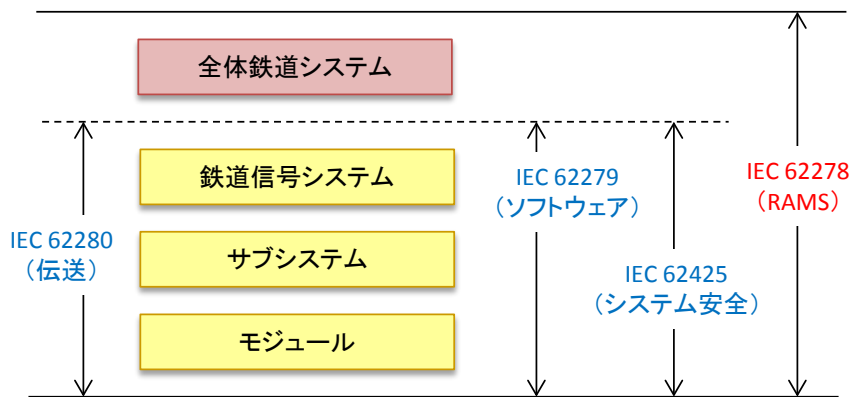 全体鉄道システム
鉄道信号システム
サブシステム
モジュール
IEC 62280
（伝送）
IEC 62279
（ソフトウェア）
IEC 62425
（システム安全）
IEC 62278
（RAMS）